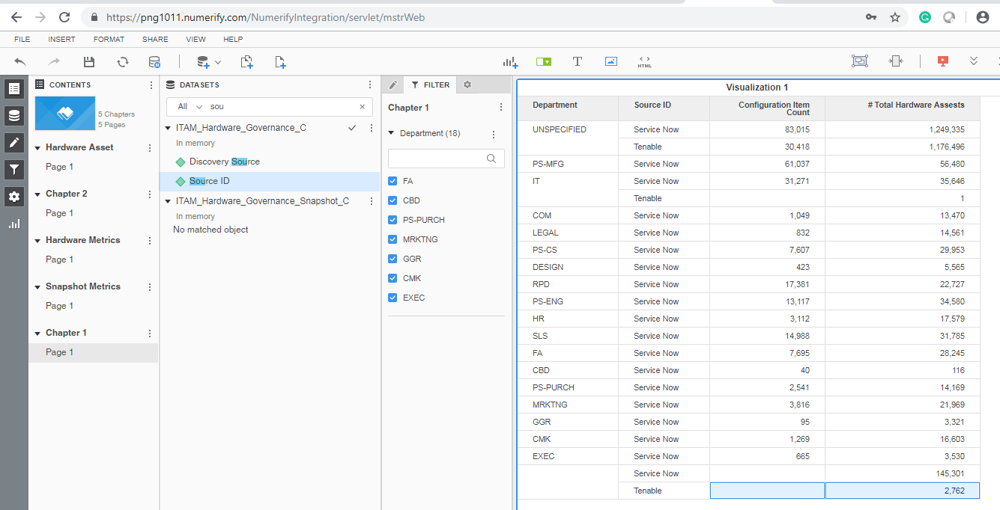 https://png1011.numerify.com/NumerifyIntegration/servlet/mstrWeb
FILE INSERT FORMAT SHARE VIEW HELP
HTML
CONTENTS
5 Chapters
5 Pages
Hardware Asset
Page 1
Chapter 2
Page 1
Hardware Metrics
Page 1
Snapshot Metrics
Page 1
Chapter 1
Page 1
DATASETS
All sou
ITAM_Hardware_Governance_C
In memory
Discovery Source
Source ID
ITAM_Hardware_Governance_Snapshot_C
In memory
No matched object
FILTER
Chapter 1
Department (18)
FA
CBD
PS-PURCH
MRKTNG
GGR
CMK
EXEC
Visualization 1
Department Source ID Configuration Item Count # Total Hardware Assests
UNSPECIFIED Service Now 83,015 1,249,335
Tenable 30,418 1,176,496
PS-MFG Service Now 61,037 56,480
IT Service Now 31,271 35,646
Tenable 1
COM Service Now 1,049 13,470
LEGAL Service Now 832 14,561
PS-CS Service Now 7,607 29,953
DESIGN Service Now 423 5,565
RPD Service Now 17,381 22,727
PS-ENG Service Now 13,117 34,580
HR Service Now 3,112 17,579
SLS Service Now 14,988 31,785
FA Service Now 7,695 28,245
CBD Service Now 40 116
PS-PURCH Service Now 2,541 14,169
MRKTNG Service Now 3,816 21,969
GGR Service Now 95 3,321
CMK Service Now 1,269 16,603
EXEC Service Now 665 3,530
Service Now 145,301
Tenable 2,762